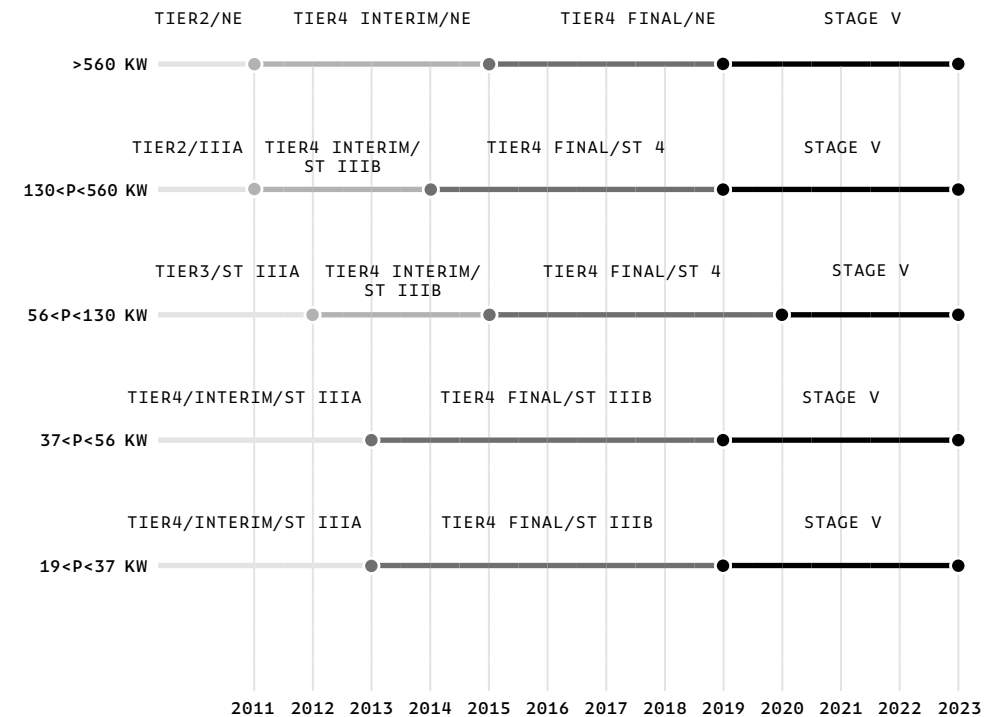 TIER2/NE TIER4 INTERIM/NE TIER4 FINAL/NE STAGE V
>560 KW
TIER2/IIIA TIER4 INTERIM/ TIER4 FINAL/ST 4 STAGE V
ST IIIB
130<P<560 KW
TIER3/ST IIIA TIER4 INTERIM/ TIER4 FINAL/ST 4 STAGE V
ST IIIB
56<P<130 KW
TIER4/INTERIM/ST IIIA TIER4 FINAL/ST IIIB STAGE V
37<P<56 KW
TIER4/INTERIM/ST IIIA TIER4 FINAL/ST IIIB STAGE V
19<P<37 KW
2011 2012 2013 2014 2015 2016 2017 2018 2019 2020 2021 2022 2023